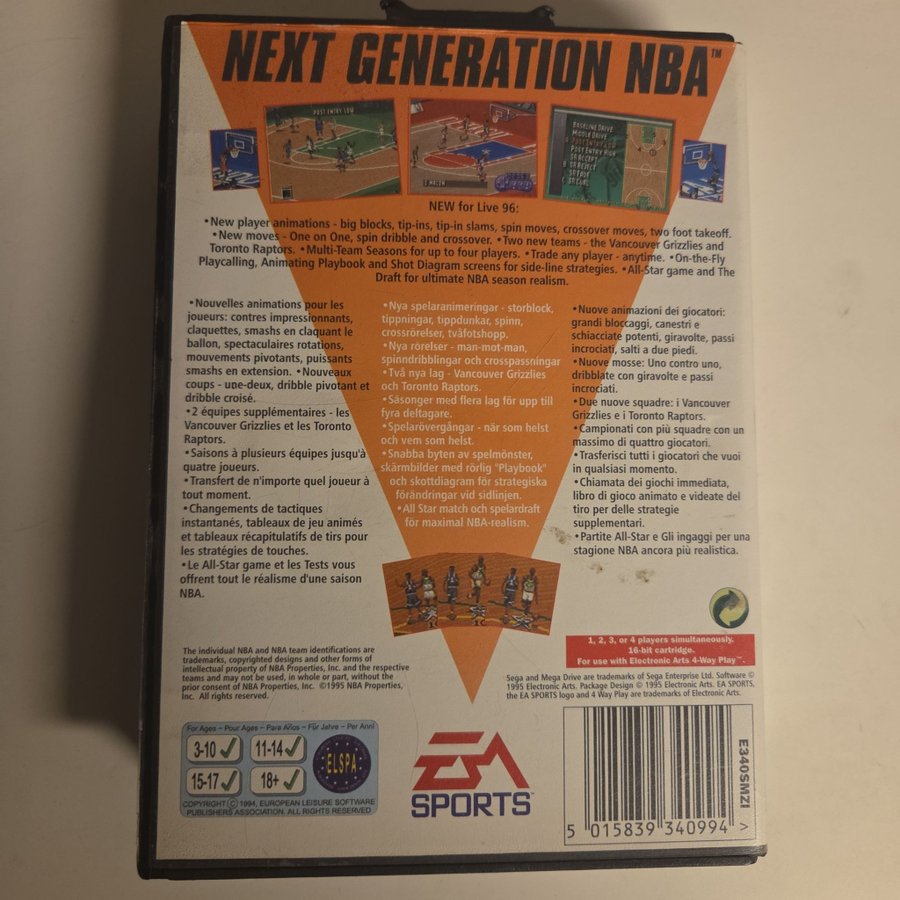 NEXT GENERATION NBA™
POST ENTRY LOW
BASELINE DRIVE
MIDDLE DRIVE
POST ENTRY LOW
POST ENTRY HIGH
NEW for Live 96:
•New player animations - big blocks, tip-ins, tip-in slams, spin moves, crossover moves, two foot takeoff.
•New moves - One on One, spin dribble and crossover. •Two new teams - the Vancouver Grizzlies and
Toronto Raptors. •Multi-Team Seasons for up to four players. •Trade any player - anytime. •On-the-Fly
Playcalling, Animating Playbook and Shot Diagram screens for side-line strategies. •All-Star game and The
Draft for ultimate NBA season realism.
•Nouvelles animations pour les
joueurs: contres impressionnants,
claquettes, smashs en claquant le
ballon, spectaculaires rotations,
mouvements pivotants, puissants
smashs en extension. •Nouveaux
coups - une-deux, dribble pivotant et
dribble croisé.
•2 équipes supplémentaires - les
Vancouver Grizzlies et les Toronto
Raptors.
•Saisons à plusieurs équipes jusqu'à
quatre joueurs.
•Transfert de n'importe quel joueur à
tout moment.
•Changements de tactiques
instantanés, tableaux de jeu animés
et tableaux récapitulatifs de tirs pour
les stratégies de touches.
•Le All-Star game et les Tests vous
offrent tout le réalisme d'une saison
NBA.
•Nya spelaranimeringar - storblock,
tippningar, tippdunkar, spinn,
crossrörelser, tvåfotshopp.
•Nya rörelser - man-mot-man,
spinndribblingar och crosspassningar
•Två nya lag - Vancouver Grizzlies
och Toronto Raptors.
•Säsonger med flera lag för upp till
fyra deltagare.
•Spelarövergångar - när som helst
och vem som helst.
•Snabba byten av spelmönster,
skärmbilder med rörlig "Playbook"
och skottdiagram för strategiska
förändringar vid sidlinjen.
•All Star match och spelardraft
för maximal NBA-realism.
•Nuove animazioni dei giocatori:
grandi bloccaggi, canestri e
schiacciate potenti, giravolte, passi
incrociati, salti a due piedi.
•Nuove mosse: Uno contro uno,
dribblate con giravolte e passi
incrociati.
•Due nuove squadre: i Vancouver
Grizzlies e i Toronto Raptors.
•Campionati con più squadre con un
massimo di quattro giocatori.
•Trasferisci tutti i giocatori che vuoi
in qualsiasi momento.
•Chiamata dei giochi immediata,
libro di gioco animato e videate del
tiro per delle strategie
supplementari.
•Partite All-Star e Gli ingaggi per una
stagione NBA ancora più realistica.
1, 2, 3, or 4 players simultaneously.
16-bit cartridge.
For use with Electronic Arts 4-Way Play™.
The individual NBA and NBA team identifications are
trademarks, copyrighted designs and other forms of
intellectual property of NBA Properties, Inc. and the respective
teams and may not be used, in whole or part, without the
prior consent of NBA Properties, Inc. ©1995 NBA Properties,
Inc. All rights reserved.
Sega and Mega Drive are trademarks of Sega Enterprise Ltd. Software ©
1995 Electronic Arts. Package Design © 1995 Electronic Arts. EA SPORTS,
the EA SPORTS logo and 4 Way Play are trademarks of Electronic Arts.
For Ages – Pour Ages – Para Años – Für Jahre – Per Anni
3-10 11-14
15-17 18+
ELSPA
COPYRIGHT © 1994, EUROPEAN LEISURE SOFTWARE
PUBLISHERS ASSOCIATION. ALL RIGHTS RESERVED
EA
SPORTS™
E340SMZI
5 015839 340994 >